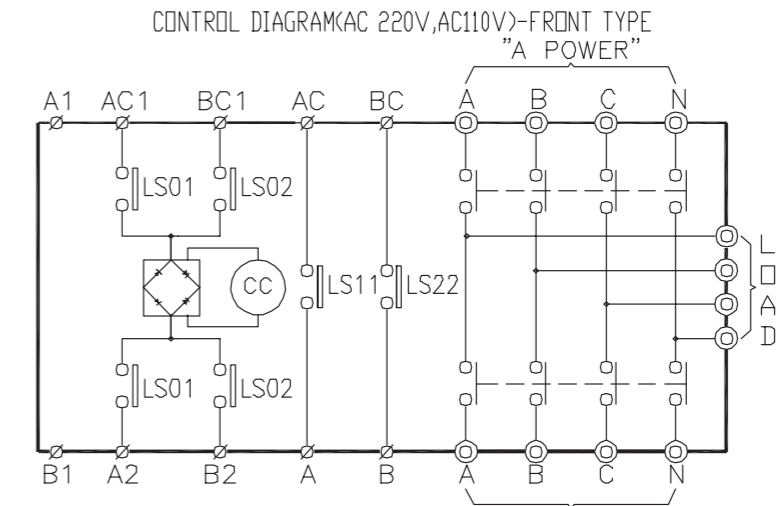 CONTROL DIAGRAM(AC 220V,AC110V)-FRONT TYPE
"A POWER"
A1 AC1 BC1 AC BC A B C N
LS01 LS02
LOAD
CC LS11 LS22
LS01 LS02
B1 A2 B2 A B A B C N